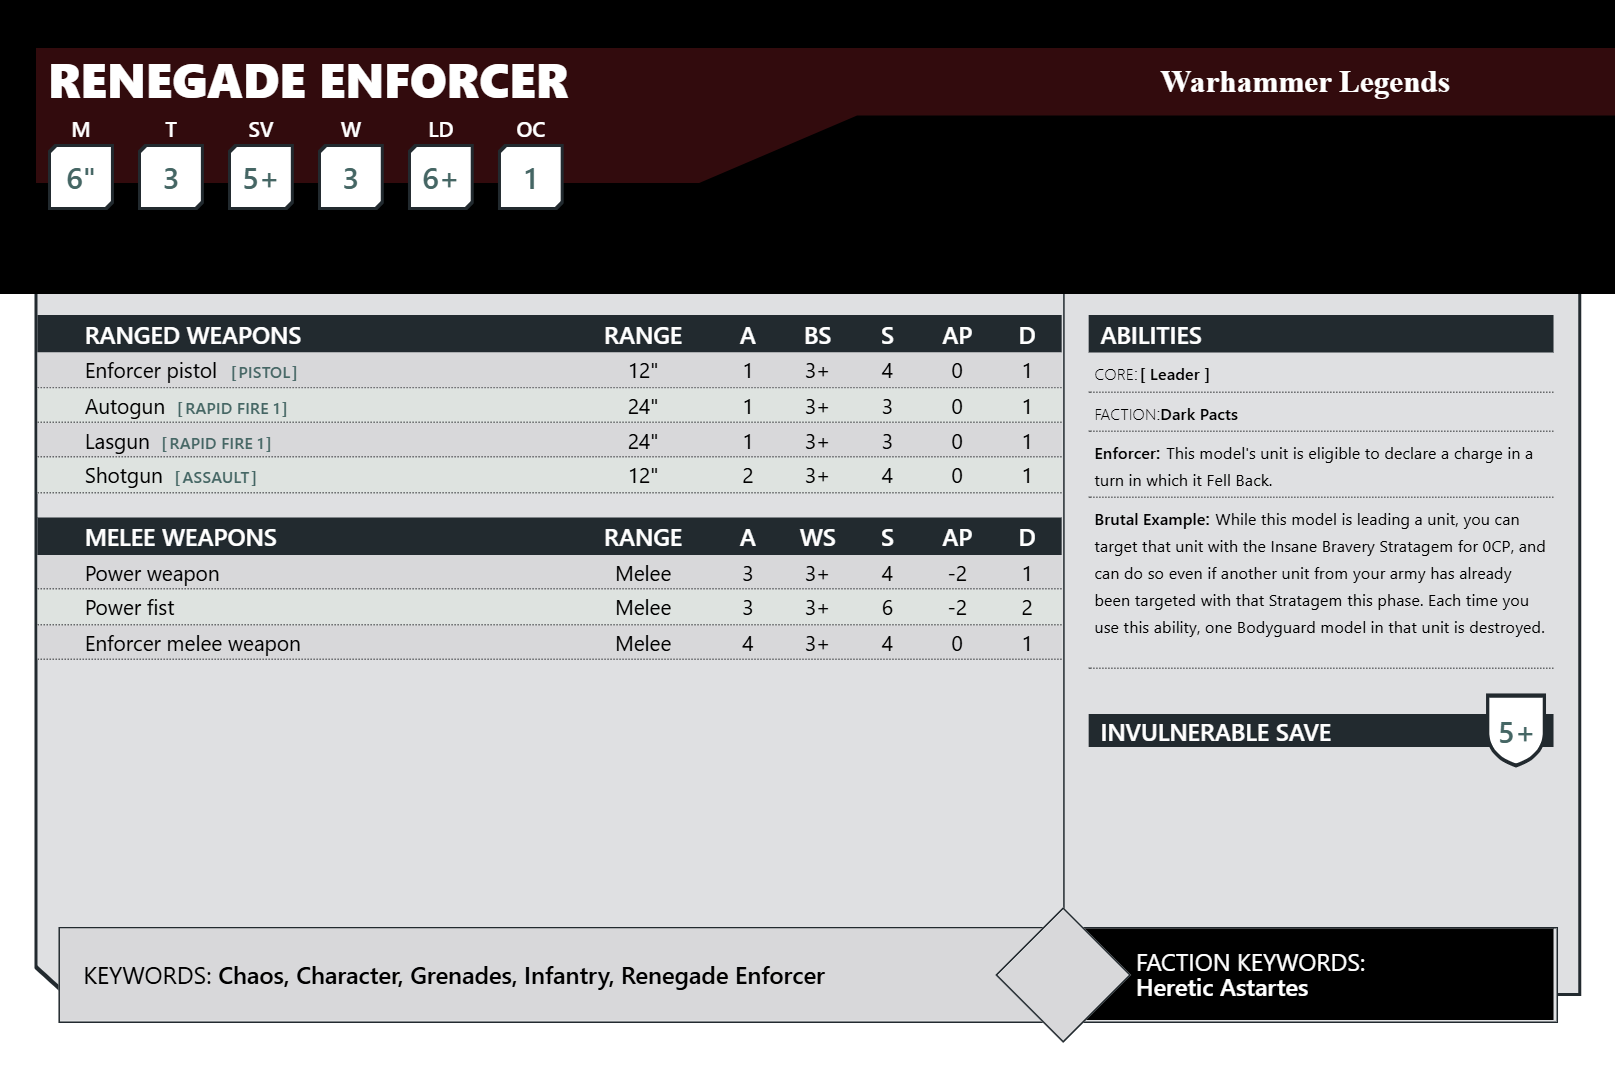 RENEGADE ENFORCER
Warhammer Legends
M T SV W LD OC
6" 3 5+ 3 6+ 1
RANGED WEAPONS RANGE A BS S AP D
Enforcer pistol [PISTOL] 12" 1 3+ 4 0 1
Autogun [RAPID FIRE 1] 24" 1 3+ 3 0 1
Lasgun [RAPID FIRE 1] 24" 1 3+ 3 0 1
Shotgun [ASSAULT] 12" 2 3+ 4 0 1
MELEE WEAPONS RANGE A WS S AP D
Power weapon Melee 3 3+ 4 -2 1
Power fist Melee 3 3+ 6 -2 2
Enforcer melee weapon Melee 4 3+ 4 0 1
ABILITIES
CORE: [ Leader ]
FACTION:Dark Pacts
Enforcer: This model's unit is eligible to declare a charge in a
turn in which it Fell Back.
Brutal Example: While this model is leading a unit, you can
target that unit with the Insane Bravery Stratagem for 0CP, and
can do so even if another unit from your army has already
been targeted with that Stratagem this phase. Each time you
use this ability, one Bodyguard model in that unit is destroyed.
INVULNERABLE SAVE 5+
KEYWORDS: Chaos, Character, Grenades, Infantry, Renegade Enforcer
FACTION KEYWORDS:
Heretic Astartes